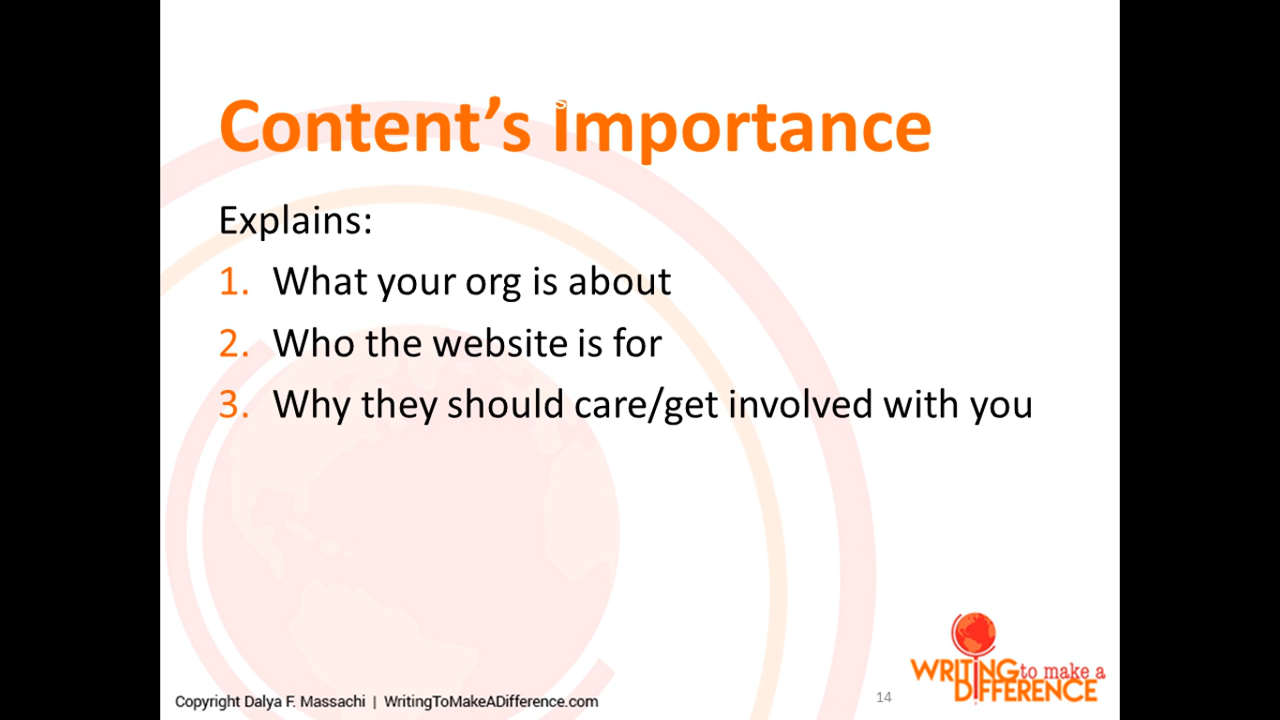 Content's Importance
Explains:
1. What your org is about
2. Who the website is for
3. Why they should care/get involved with you
Copyright Dalya F. Massachi | WritingToMakeADifference.com
14
WRITING to make a
DIFFERENCE